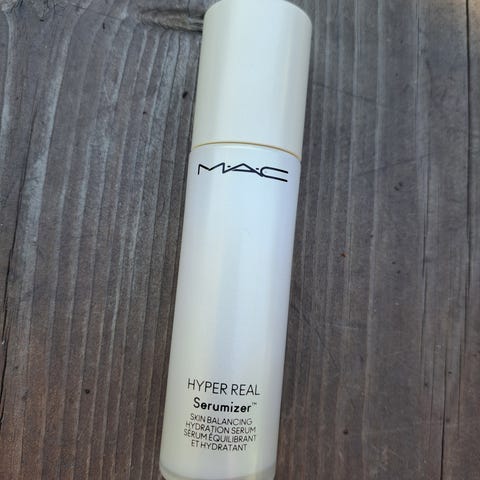 M·A·C
HYPER REAL
Serumizer™
SKIN BALANCING
HYDRATION SERUM
SÉRUM ÉQUILIBRANT
ET HYDRATANT